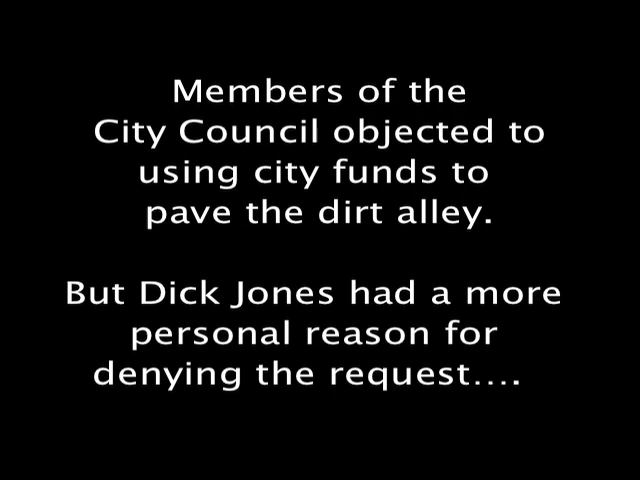 Members of the
City Council objected to
using city funds to
pave the dirt alley.
But Dick Jones had a more
personal reason for
denying the request....